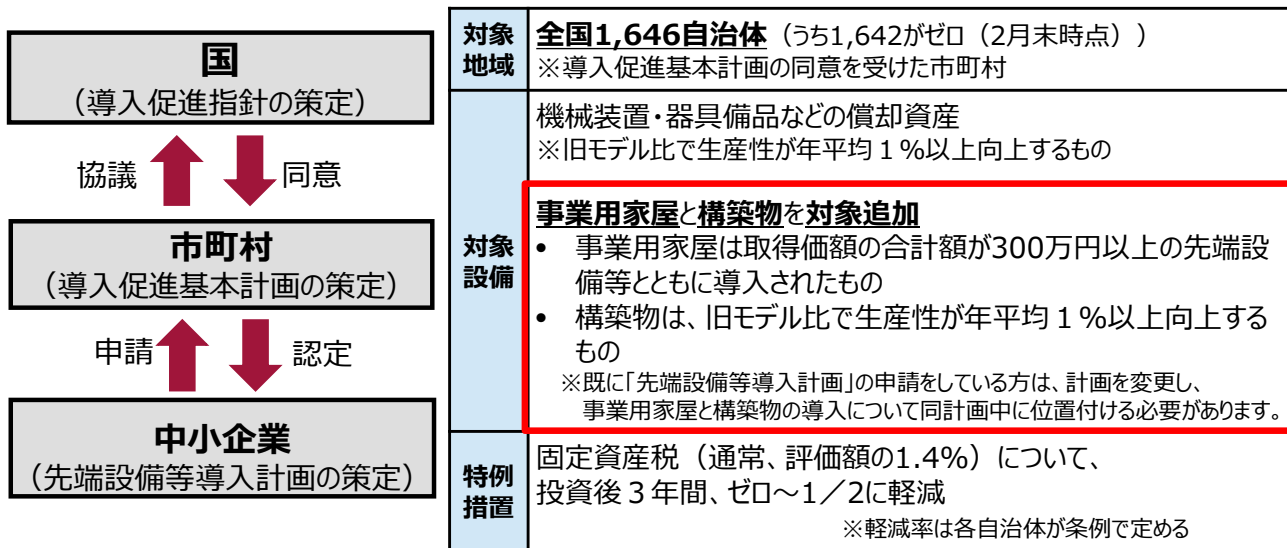 国
（導入促進指針の策定）
協議
同意
市町村
（導入促進基本計画の策定）
申請
認定
中小企業
（先端設備等導入計画の策定）
対象
地域
全国1,646自治体（うち1,642がゼロ（2月末時点））
※導入促進基本計画の同意を受けた市町村
対象
設備
機械装置・器具備品などの償却資産
※旧モデル比で生産性が年平均１%以上向上するもの
事業用家屋と構築物を対象追加
• 事業用家屋は取得価額の合計額が300万円以上の先端設
備等とともに導入されたもの
• 構築物は、旧モデル比で生産性が年平均１%以上向上する
もの
※既に「先端設備等導入計画」の申請をしている方は、計画を変更し、
事業用家屋と構築物の導入について同計画中に位置付ける必要があります。
特例
措置
固定資産税（通常、評価額の1.4%）について、
投資後３年間、ゼロ～1／2に軽減
※軽減率は各自治体が条例で定める